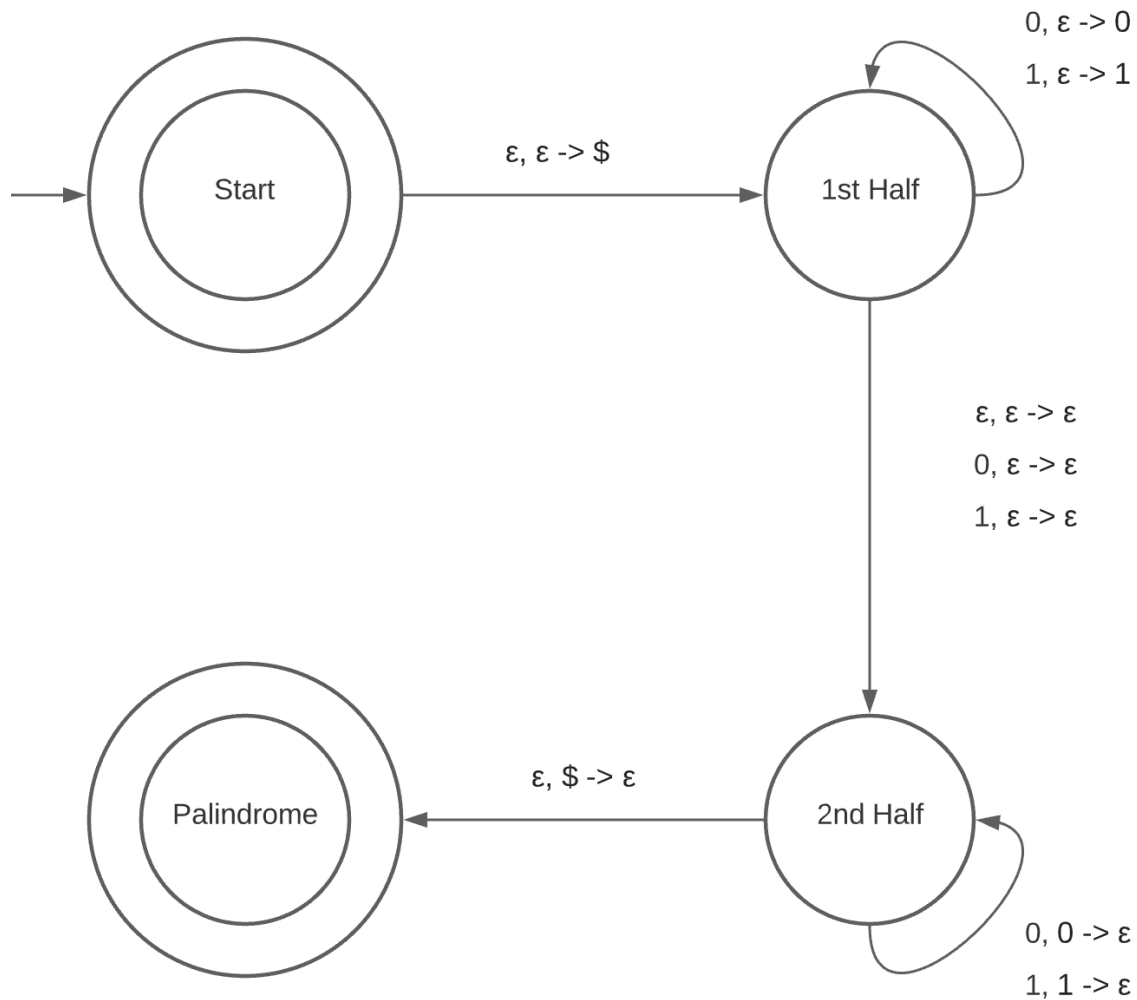 0, ε -> 0
1, ε -> 1
ε, ε -> $
Start
1st Half
ε, ε -> ε
0, ε -> ε
1, ε -> ε
ε, $ -> ε
Palindrome
2nd Half
0, 0 -> ε
1, 1 -> ε